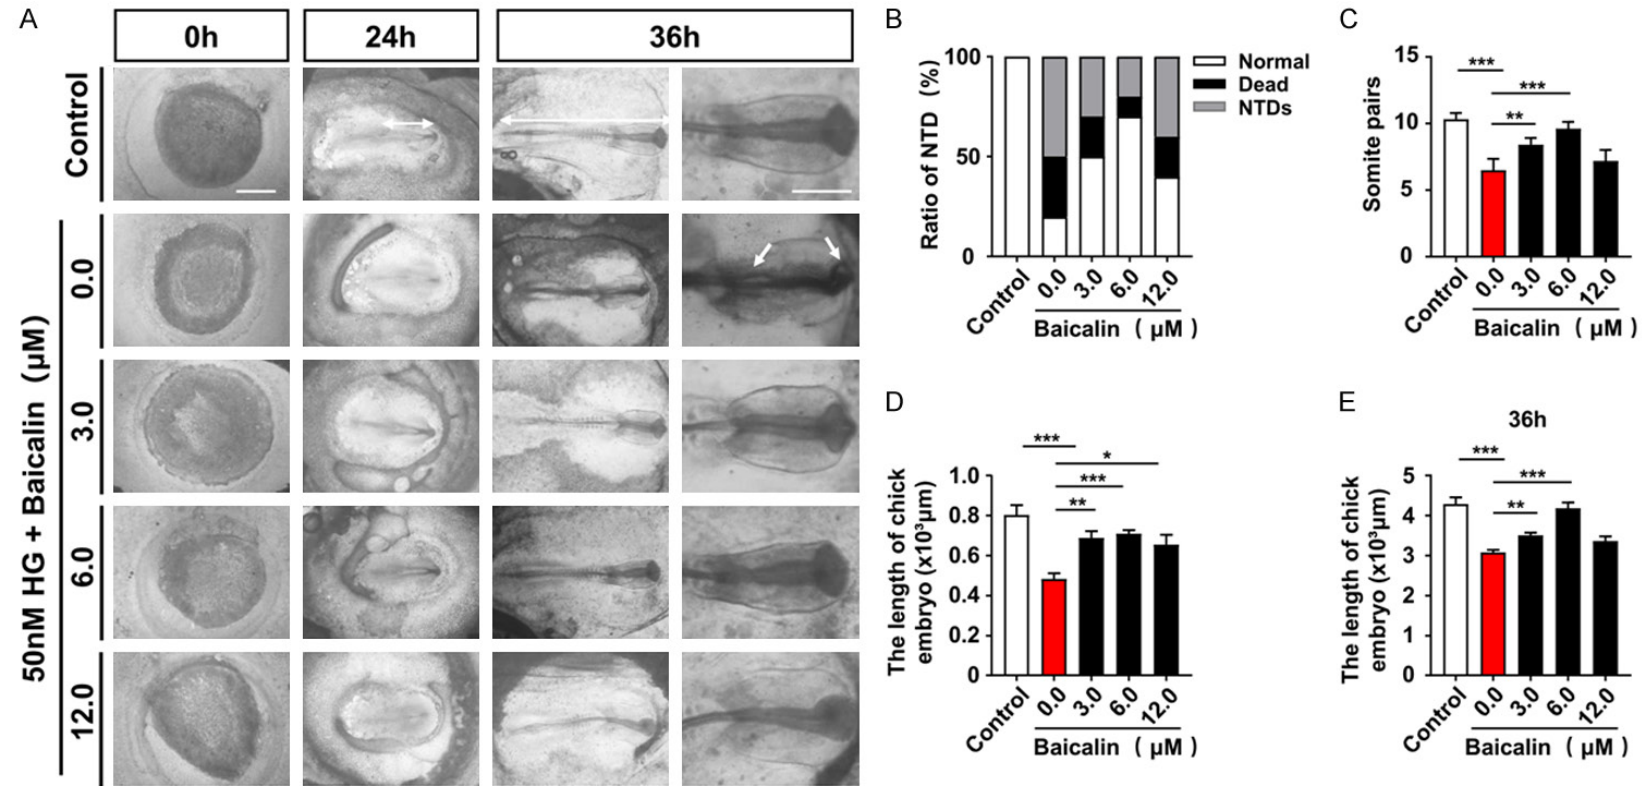 A
0h
24h
36h
Control
0.0
3.0
6.0
12.0
50nM HG + Baicalin (μM)
B
Ratio of NTD (%)
100
50
0
Normal
Dead
NTDs
Control
0.0
3.0
6.0
12.0
Baicalin (μM)
C
Somite pairs
15
10
5
0
***
***
**
Control
0.0
3.0
6.0
12.0
Baicalin (μM)
D
The length of chick
embryo (x10³μm)
1.0
0.8
0.6
0.4
0.2
0
***
*
***
**
Control
0.0
3.0
6.0
12.0
Baicalin (μM)
E
36h
The length of chick
embryo (x10³μm)
5
4
3
2
1
0
***
***
**
Control
0.0
3.0
6.0
12.0
Baicalin (μM)